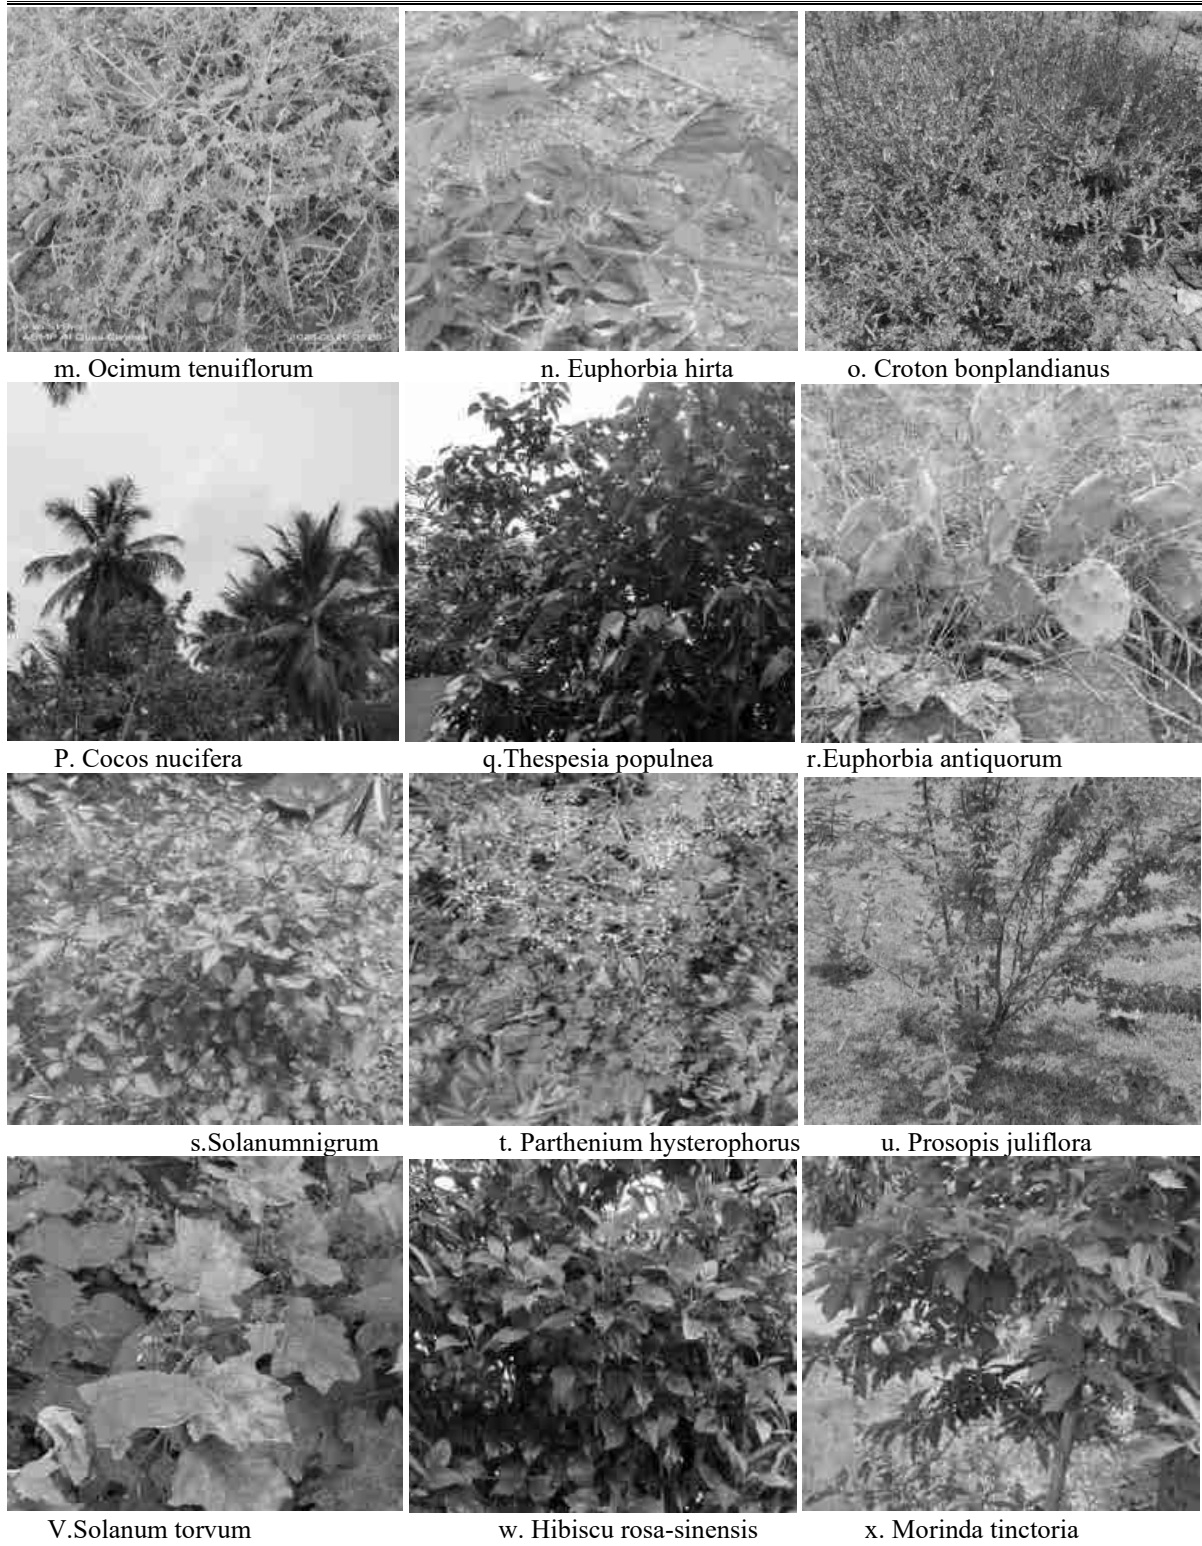 m. Ocimum tenuiflorum
n. Euphorbia hirta
o. Croton bonplandianus
P. Cocos nucifera
q.Thespesia populnea
r.Euphorbia antiquorum
s.Solanumnigrum
t. Parthenium hysterophorus
u. Prosopis juliflora
V.Solanum torvum
w. Hibiscu rosa-sinensis
x. Morinda tinctoria